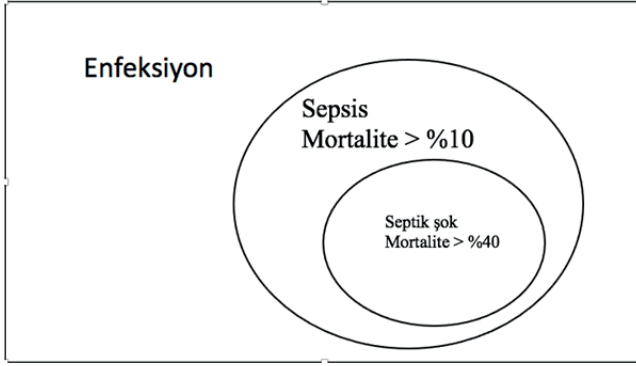 Enfeksiyon
Sepsis
Mortalite > %10
Septik şok
Mortalite > %40